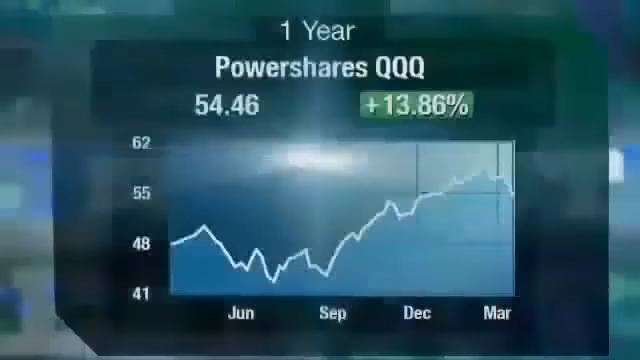 1 Year
Powershares QQQ
54.46 +13.86%
62
55
48
41
Jun Sep Dec Mar